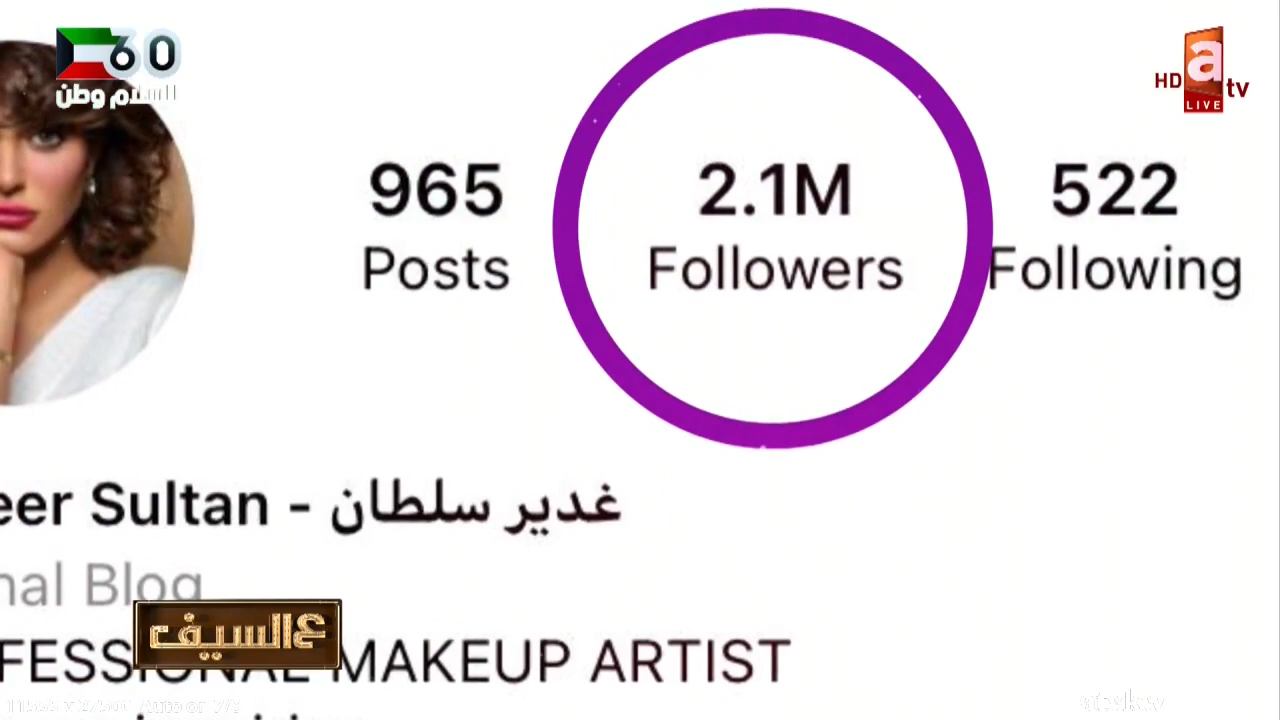 60
السلام وطن
HD a tv
LIVE
965 2.1M 522
Posts Followers Following
eer Sultan - غدير سلطان
nal Blog
عالسيف
FESSIONAL MAKEUP ARTIST